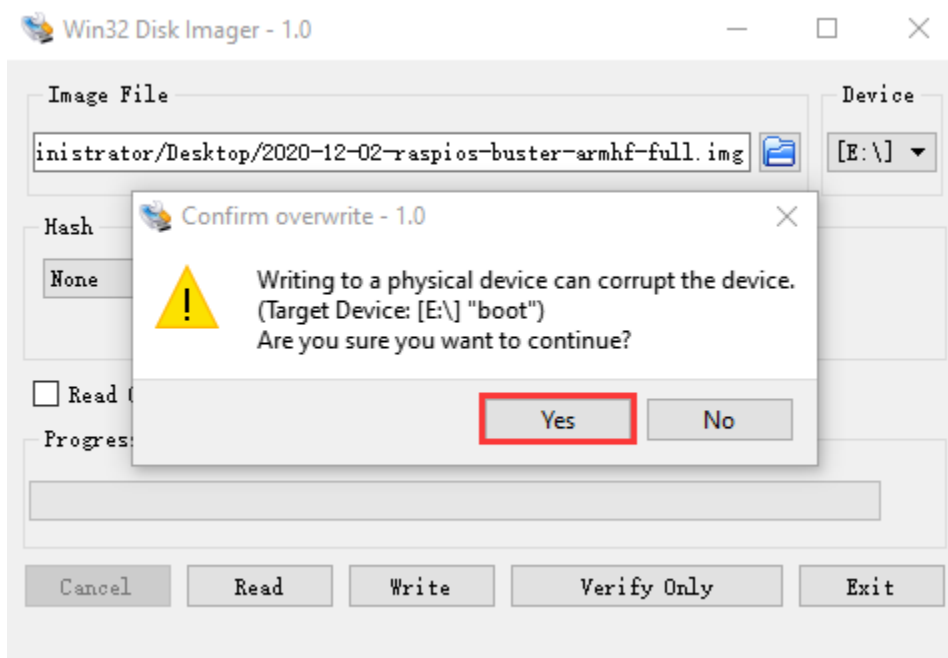 Win32 Disk Imager - 1.0
Image File
Device
inistrator/Desktop/2020-12-02-raspios-buster-armhf-full.img
[E:\]
Hash
Confirm overwrite - 1.0
None
Writing to a physical device can corrupt the device.
(Target Device: [E:\] "boot")
Are you sure you want to continue?
Read
Yes
No
Progres
Cancel
Read
Write
Verify Only
Exit